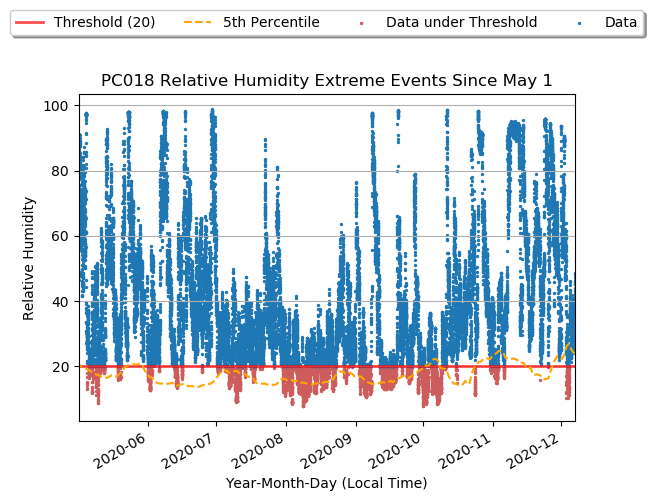 Threshold (20) 5th Percentile Data under Threshold Data
PC018 Relative Humidity Extreme Events Since May 1
100
80
60
40
20
Relative Humidity
2020-06 2020-07 2020-08 2020-09 2020-10 2020-11 2020-12
Year-Month-Day (Local Time)